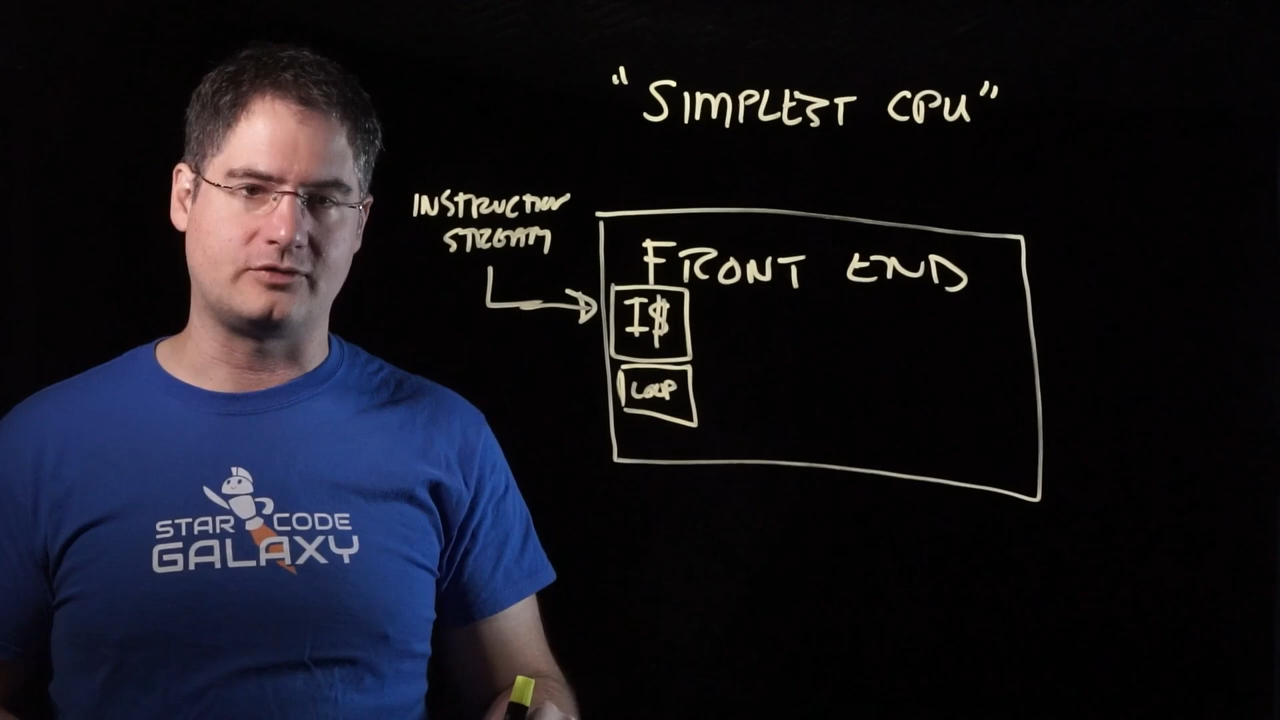 "SIMPLEST CPU"
INSTRUCTION
STREAM
FRONT END
I$
LOOP
STAR CODE
GALAXY